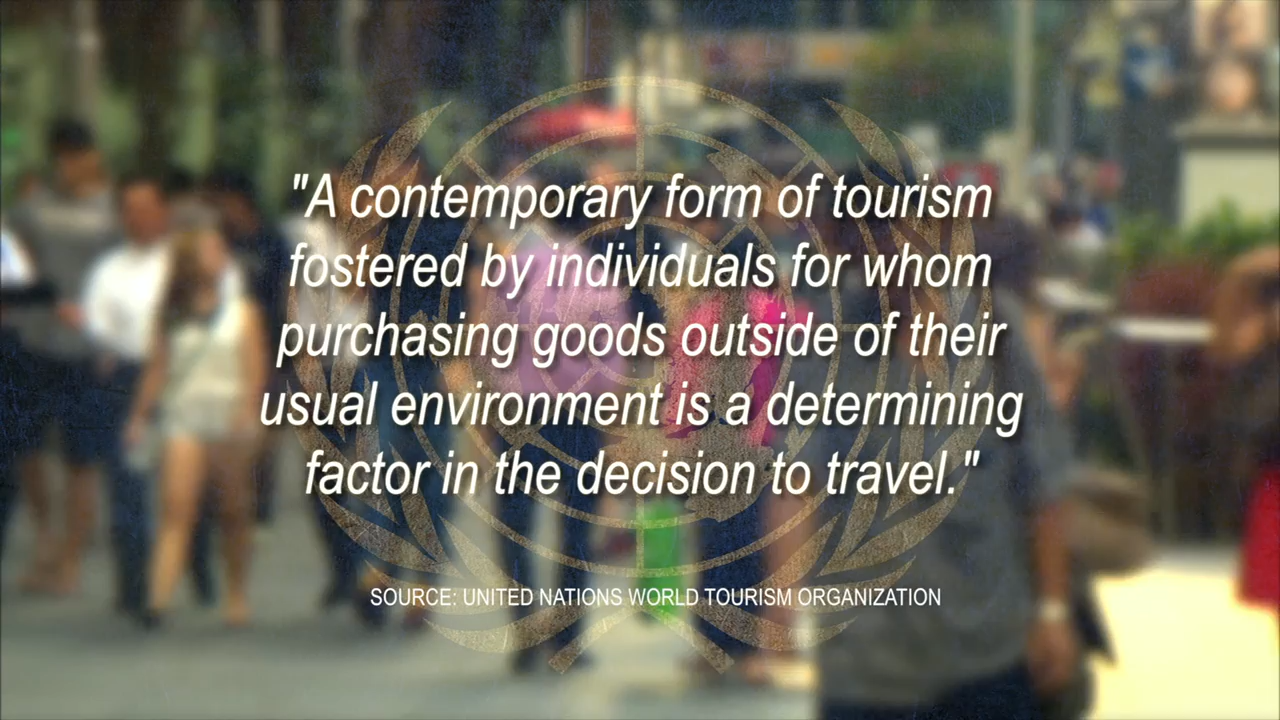 "A contemporary form of tourism
fostered by individuals for whom
purchasing goods outside of their
usual environment is a determining
factor in the decision to travel."
SOURCE: UNITED NATIONS WORLD TOURISM ORGANIZATION